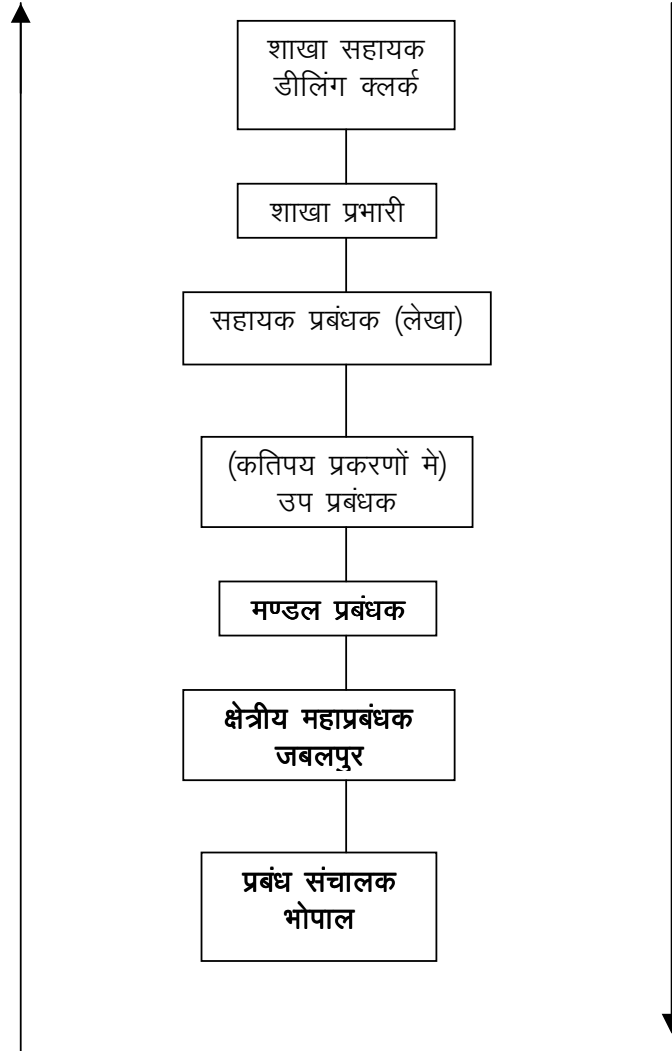 शाखा सहायक
डीलिंग क्लर्क
शाखा प्रभारी
सहायक प्रबंधक (लेखा)
(कतिपय प्रकरणों मे)
उप प्रबंधक
मण्डल प्रबंधक
क्षेत्रीय महाप्रबंधक
जबलपुर
प्रबंध संचालक
भोपाल